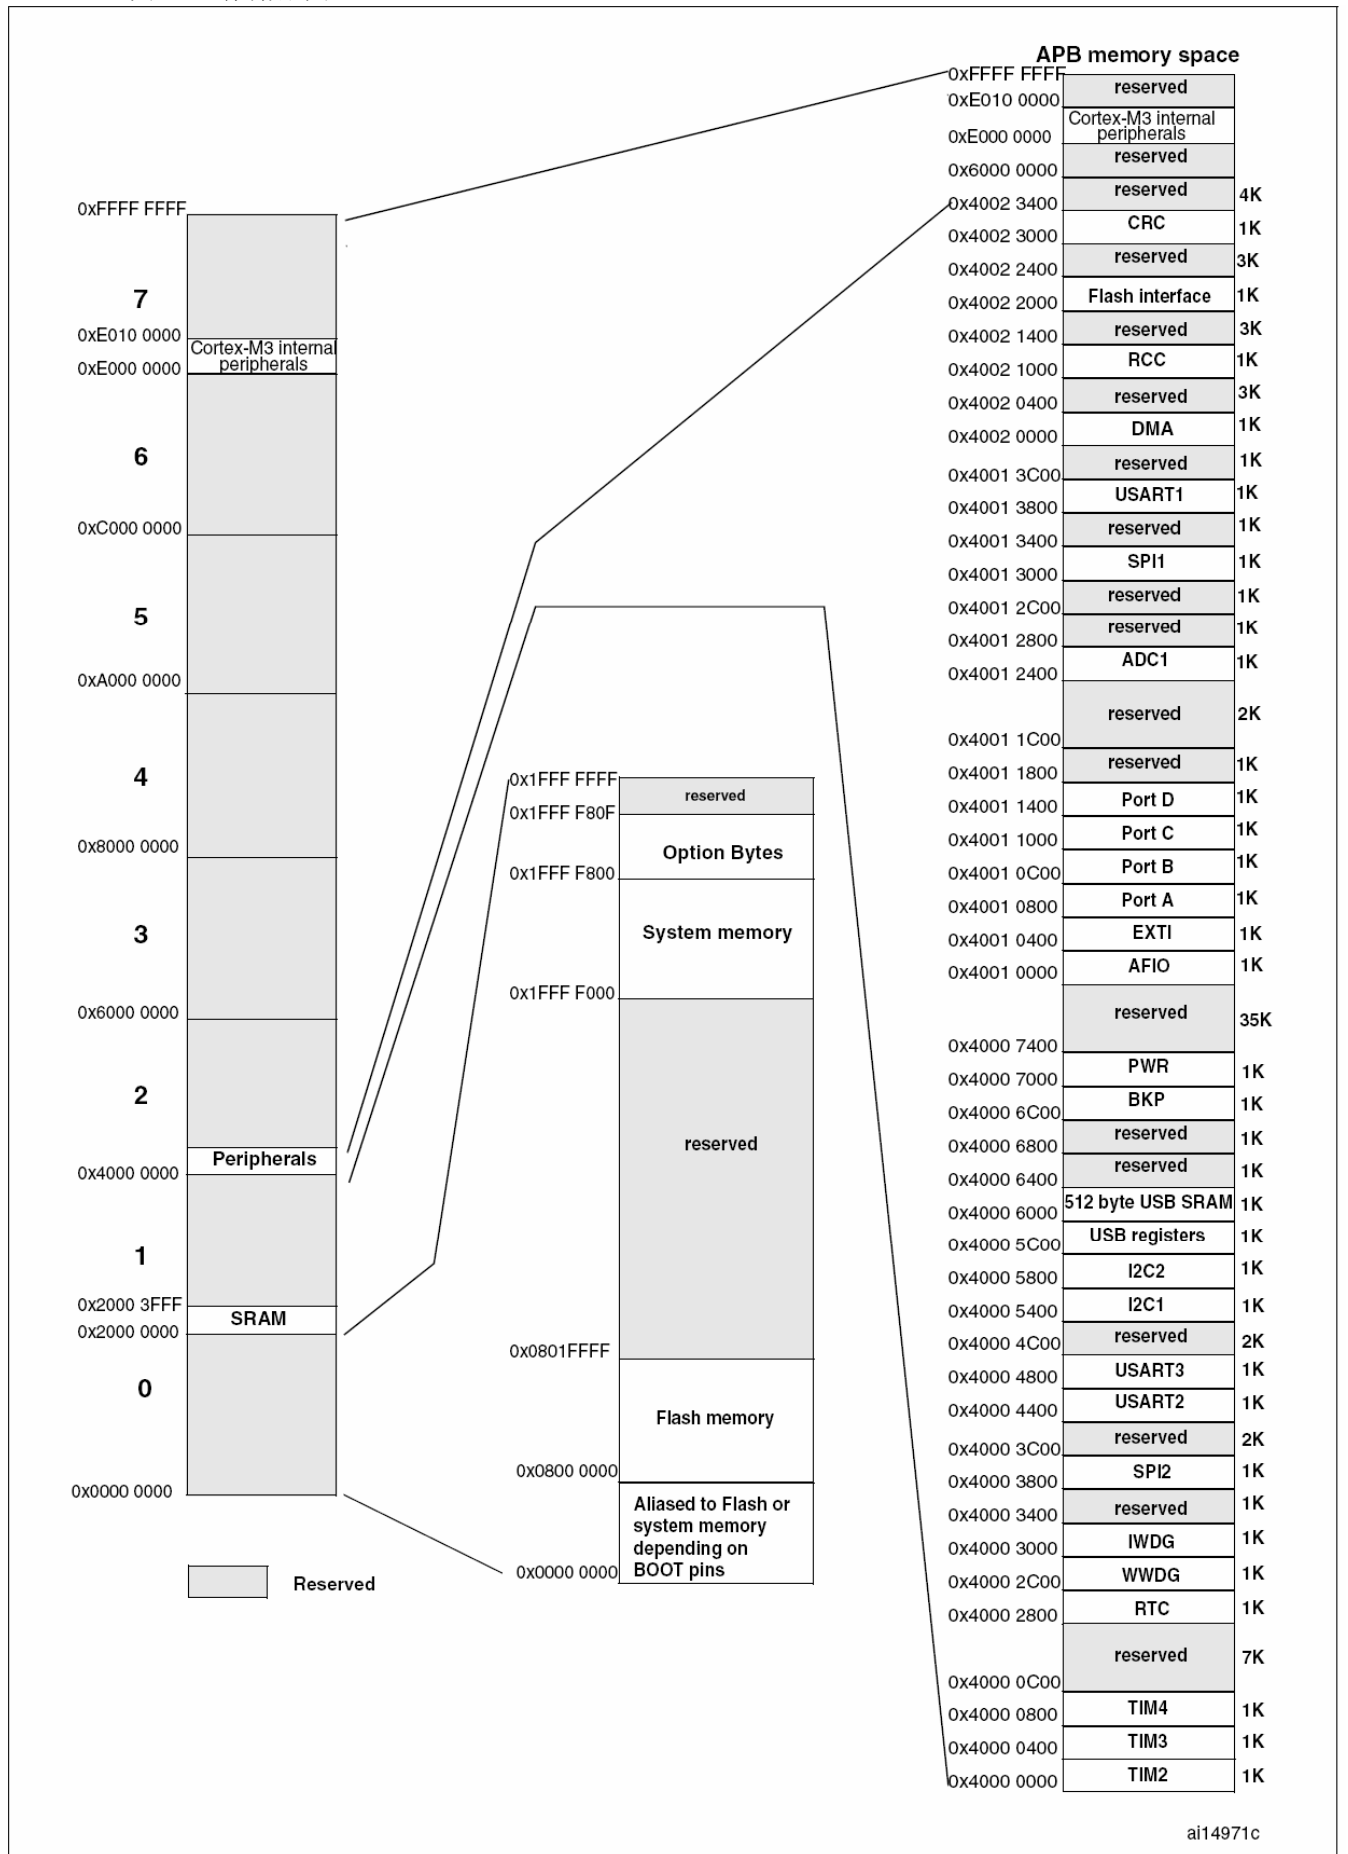 0xFFFF FFFF
7
0xE010 0000
Cortex-M3 internal
peripherals
0xE000 0000
6
0xC000 0000
5
0xA000 0000
4
0x8000 0000
3
0x6000 0000
2
Peripherals
0x4000 0000
1
0x2000 3FFF
SRAM
0x2000 0000
0
0x0000 0000
Reserved
0x1FFF FFFF
reserved
0x1FFF F80F
Option Bytes
0x1FFF F800
System memory
0x1FFF F000
reserved
0x0801FFFF
Flash memory
0x0800 0000
Aliased to Flash or
system memory
depending on
BOOT pins
0x0000 0000
APB memory space
0xFFFF FFFF
reserved
0xE010 0000
Cortex-M3 internal
peripherals
0xE000 0000
reserved
0x6000 0000
reserved 4K
0x4002 3400
CRC 1K
0x4002 3000
reserved 3K
0x4002 2400
Flash interface 1K
0x4002 2000
reserved 3K
0x4002 1400
RCC 1K
0x4002 1000
reserved 3K
0x4002 0400
DMA 1K
0x4002 0000
reserved 1K
0x4001 3C00
USART1 1K
0x4001 3800
reserved 1K
0x4001 3400
SPI1 1K
0x4001 3000
reserved 1K
0x4001 2C00
reserved 1K
0x4001 2800
ADC1 1K
0x4001 2400
reserved 2K
0x4001 1C00
reserved 1K
0x4001 1800
Port D 1K
0x4001 1400
Port C 1K
0x4001 1000
Port B 1K
0x4001 0C00
Port A 1K
0x4001 0800
EXTI 1K
0x4001 0400
AFIO 1K
0x4001 0000
reserved 35K
0x4000 7400
PWR 1K
0x4000 7000
BKP 1K
0x4000 6C00
reserved 1K
0x4000 6800
reserved 1K
0x4000 6400
512 byte USB SRAM 1K
0x4000 6000
USB registers 1K
0x4000 5C00
I2C2 1K
0x4000 5800
I2C1 1K
0x4000 5400
reserved 2K
0x4000 4C00
USART3 1K
0x4000 4800
USART2 1K
0x4000 4400
reserved 2K
0x4000 3C00
SPI2 1K
0x4000 3800
reserved 1K
0x4000 3400
IWDG 1K
0x4000 3000
WWDG 1K
0x4000 2C00
RTC 1K
0x4000 2800
reserved 7K
0x4000 0C00
TIM4 1K
0x4000 0800
TIM3 1K
0x4000 0400
TIM2 1K
0x4000 0000
ai14971c